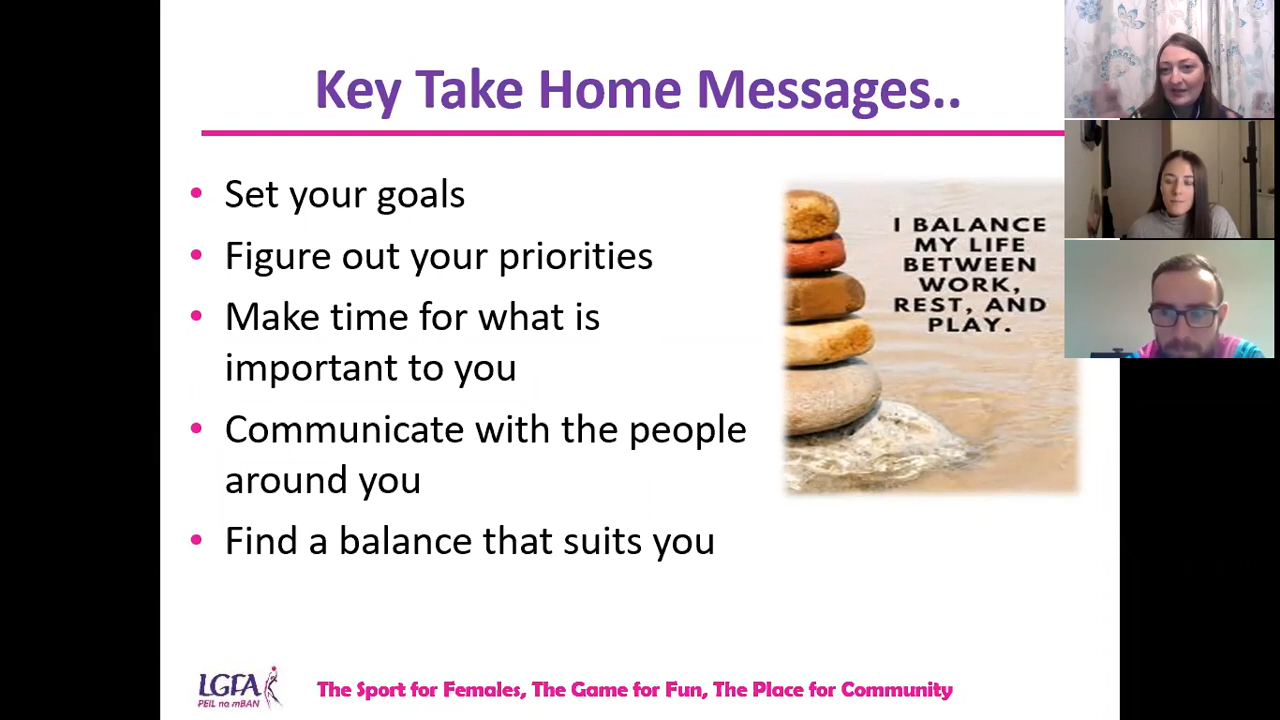 Key Take Home Messages..
• Set your goals
• Figure out your priorities
• Make time for what is
important to you
• Communicate with the people
around you
• Find a balance that suits you
I BALANCE
MY LIFE
BETWEEN
WORK,
REST, AND
PLAY.
LGFA
PEIL na mBAN
The Sport for Females, The Game for Fun, The Place for Community